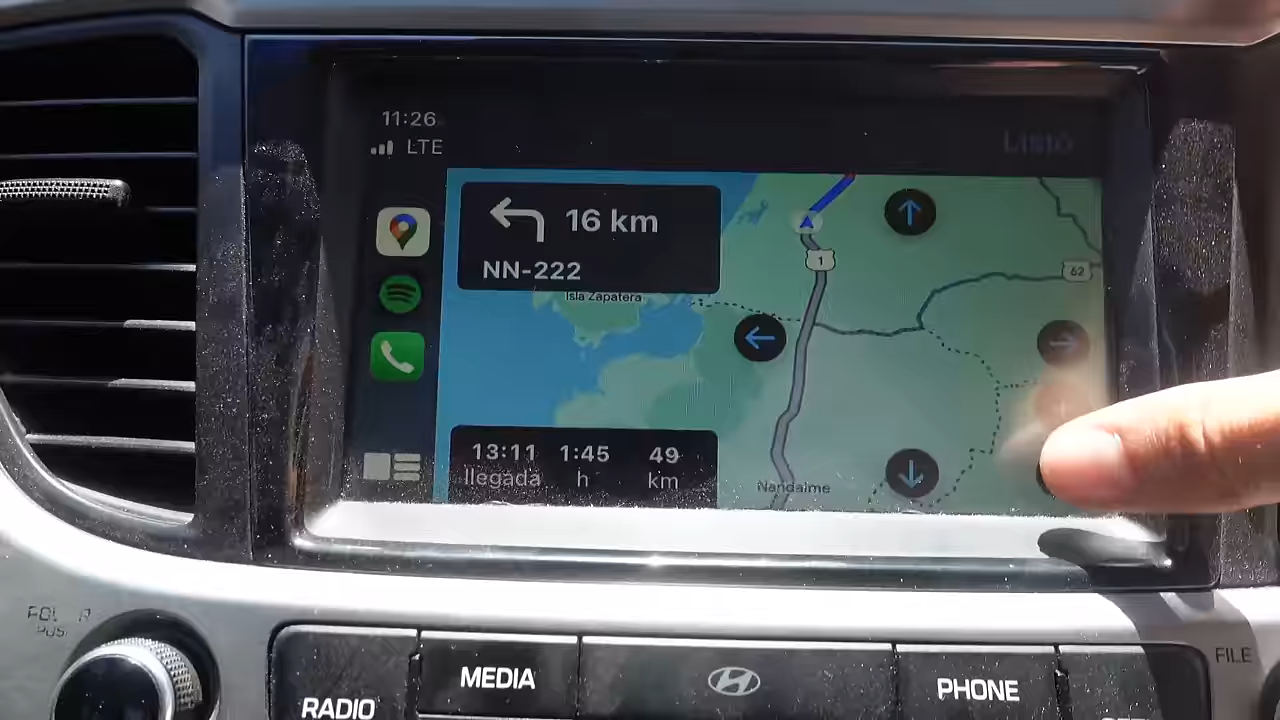 11:26
LTE
Listo
16 km
NN-222
Isla Zapatera
1
62
13:11 1:45 49
llegada h km
Nandaime
RADIO
MEDIA
PHONE
FILE